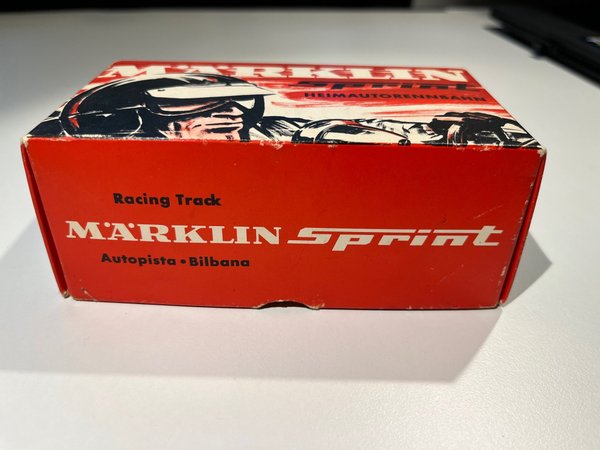 MÄRKLIN
Sprint
HEIMAUTORENNBAHN
Racing Track
MÄRKLIN Sprint
Autopista • Bilbana